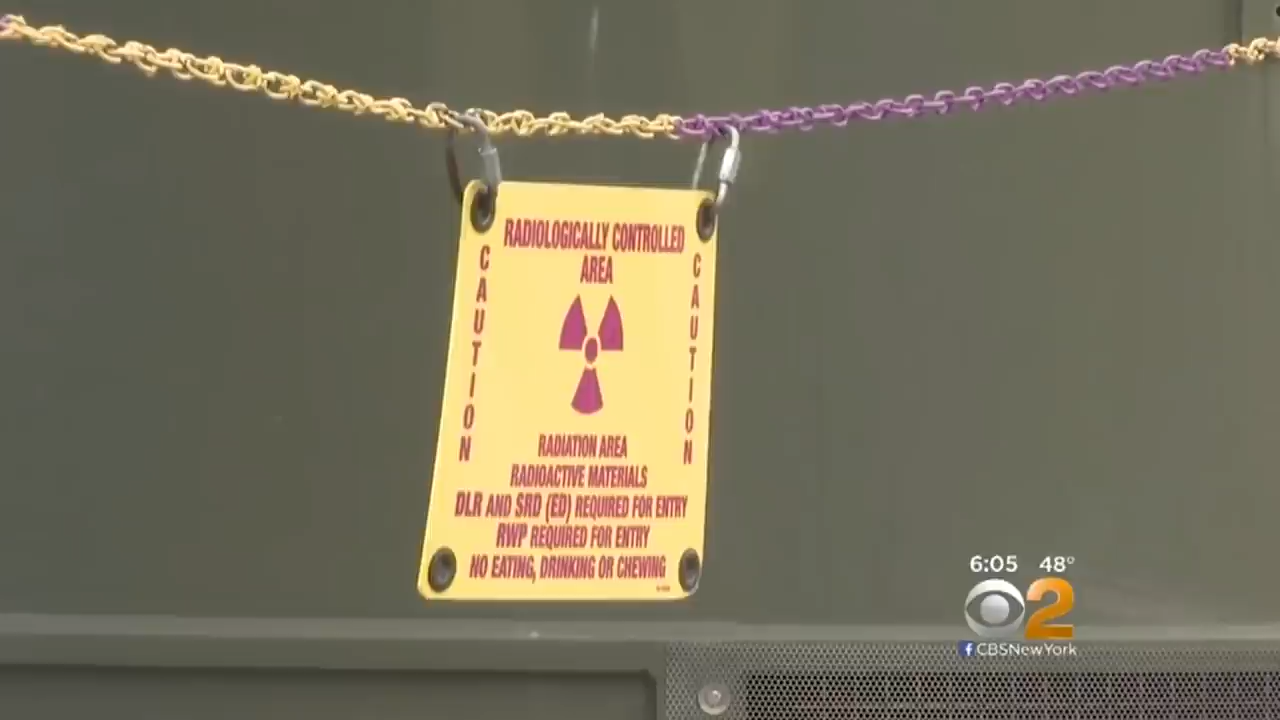 RADIOLOGICALLY CONTROLLED
AREA
CAUTION
CAUTION
RADIATION AREA
RADIOACTIVE MATERIALS
DLR AND SRD (ED) REQUIRED FOR ENTRY
RWP REQUIRED FOR ENTRY
NO EATING, DRINKING OR CHEWING
6:05 48°
2
f CBSNewYork